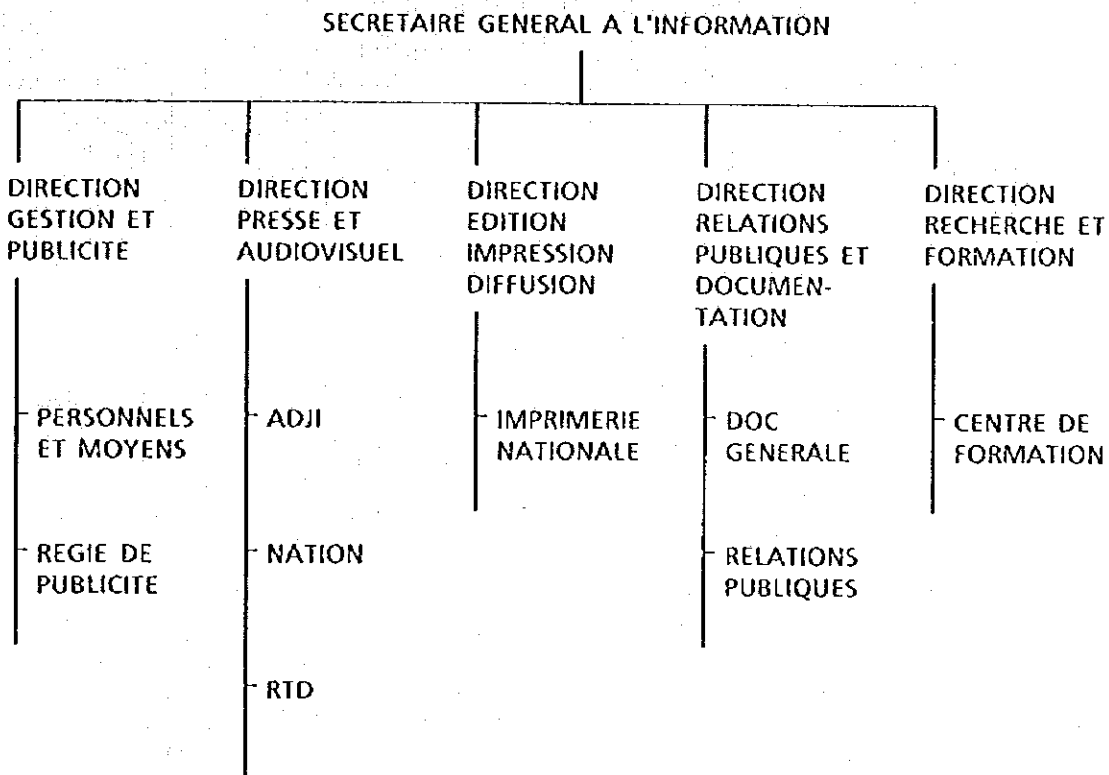 SECRETAIRE GENERAL A L'INFORMATION
DIRECTION
GESTION ET
PUBLICITE
PERSONNELS
ET MOYENS
REGIE DE
PUBLICITE
DIRECTION
PRESSE ET
AUDIOVISUEL
ADJI
NATION
RTD
DIRECTION
EDITION
IMPRESSION
DIFFUSION
IMPRIMERIE
NATIONALE
DIRECTION
RELATIONS
PUBLIQUES ET
DOCUMEN-
TATION
DOC
GENERALE
RELATIONS
PUBLIQUES
DIRECTION
RECHERCHE ET
FORMATION
CENTRE DE
FORMATION